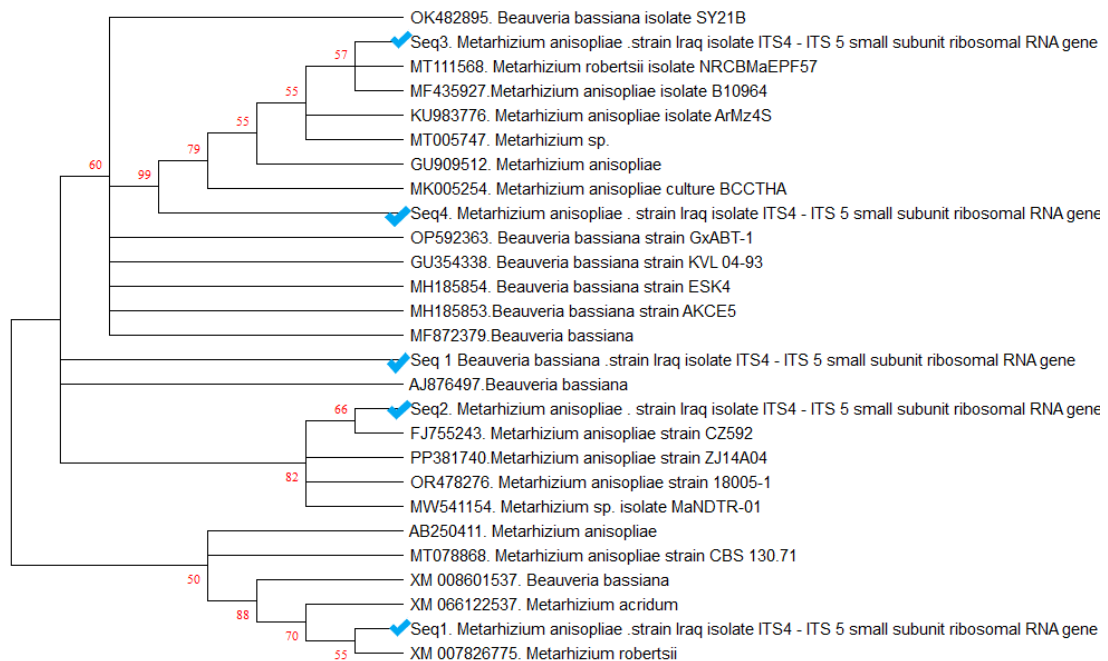 OK482895. Beauveria bassiana isolate SY21B
Seq3. Metarhizium anisopliae .strain Iraq isolate ITS4 - ITS 5 small subunit ribosomal RNA gene
57
MT111568. Metarhizium robertsii isolate NRCBMaEPF57
MF435927.Metarhizium anisopliae isolate B10964
55
KU983776. Metarhizium anisopliae isolate ArMz4S
55
MT005747. Metarhizium sp.
79
GU909512. Metarhizium anisopliae
60
99
MK005254. Metarhizium anisopliae culture BCCTHA
Seq4. Metarhizium anisopliae . strain Iraq isolate ITS4 - ITS 5 small subunit ribosomal RNA gene
OP592363. Beauveria bassiana strain GxABT-1
GU354338. Beauveria bassiana strain KVL 04-93
MH185854. Beauveria bassiana strain ESK4
MH185853.Beauveria bassiana strain AKCE5
MF872379.Beauveria bassiana
Seq 1 Beauveria bassiana .strain Iraq isolate ITS4 - ITS 5 small subunit ribosomal RNA gene
AJ876497.Beauveria bassiana
66
Seq2. Metarhizium anisopliae . strain Iraq isolate ITS4 - ITS 5 small subunit ribosomal RNA gene
FJ755243. Metarhizium anisopliae strain CZ592
PP381740.Metarhizium anisopliae strain ZJ14A04
82
OR478276. Metarhizium anisopliae strain 18005-1
MW541154. Metarhizium sp. isolate MaNDTR-01
AB250411. Metarhizium anisopliae
MT078868. Metarhizium anisopliae strain CBS 130.71
50
XM 008601537. Beauveria bassiana
88
XM 066122537. Metarhizium acridum
70
Seq1. Metarhizium anisopliae .strain Iraq isolate ITS4 - ITS 5 small subunit ribosomal RNA gene
55
XM 007826775. Metarhizium robertsii